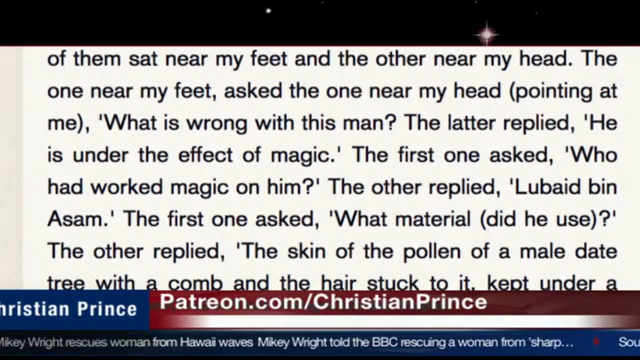 of them sat near my feet and the other near my head. The
one near my feet, asked the one near my head (pointing at
me), 'What is wrong with this man? The latter replied, 'He
is under the effect of magic.' The first one asked, 'Who
had worked magic on him?' The other replied, 'Lubaid bin
Asam.' The first one asked, 'What material (did he use)?'
The other replied, 'The skin of the pollen of a male date
tree with a comb and the hair stuck to it, kept under a
Christian Prince
Patreon.com/ChristianPrince
Mikey Wright rescues woman from Hawaii waves Mikey Wright told the BBC rescuing a woman from 'sharp...